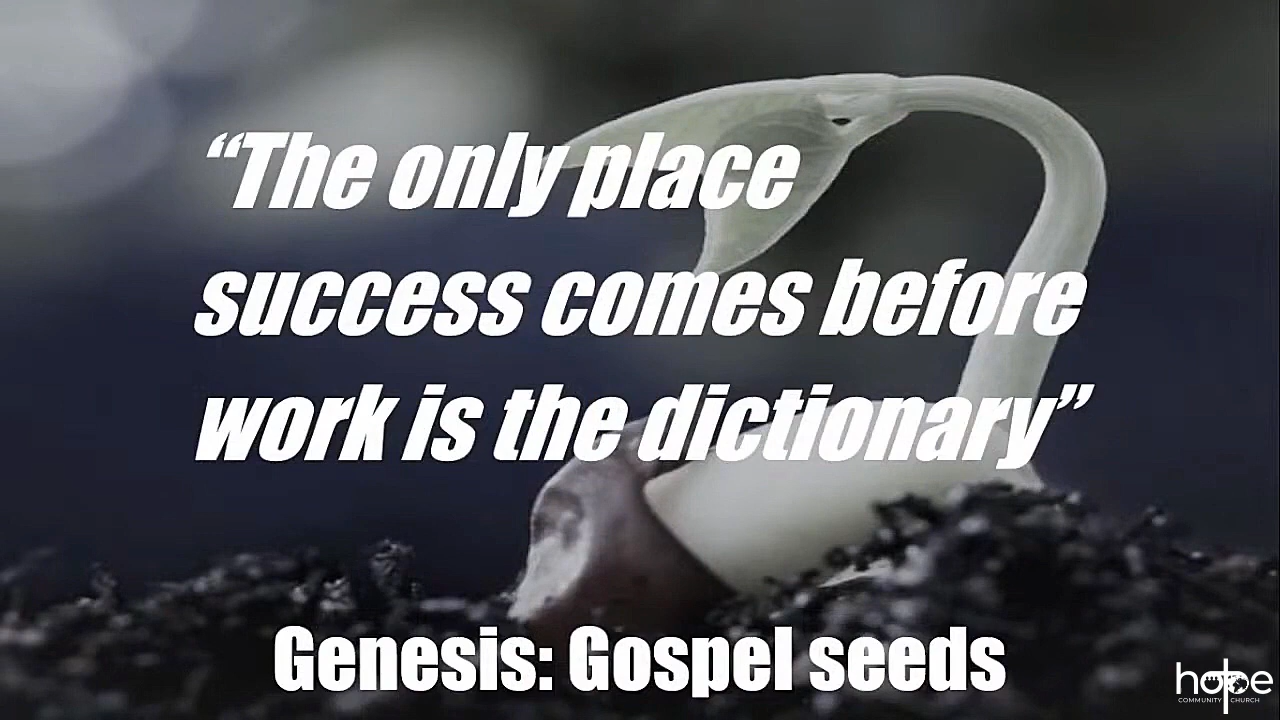 “The only place
success comes before
work is the dictionary”
Genesis: Gospel seeds
hope
COMMUNITY CHURCH